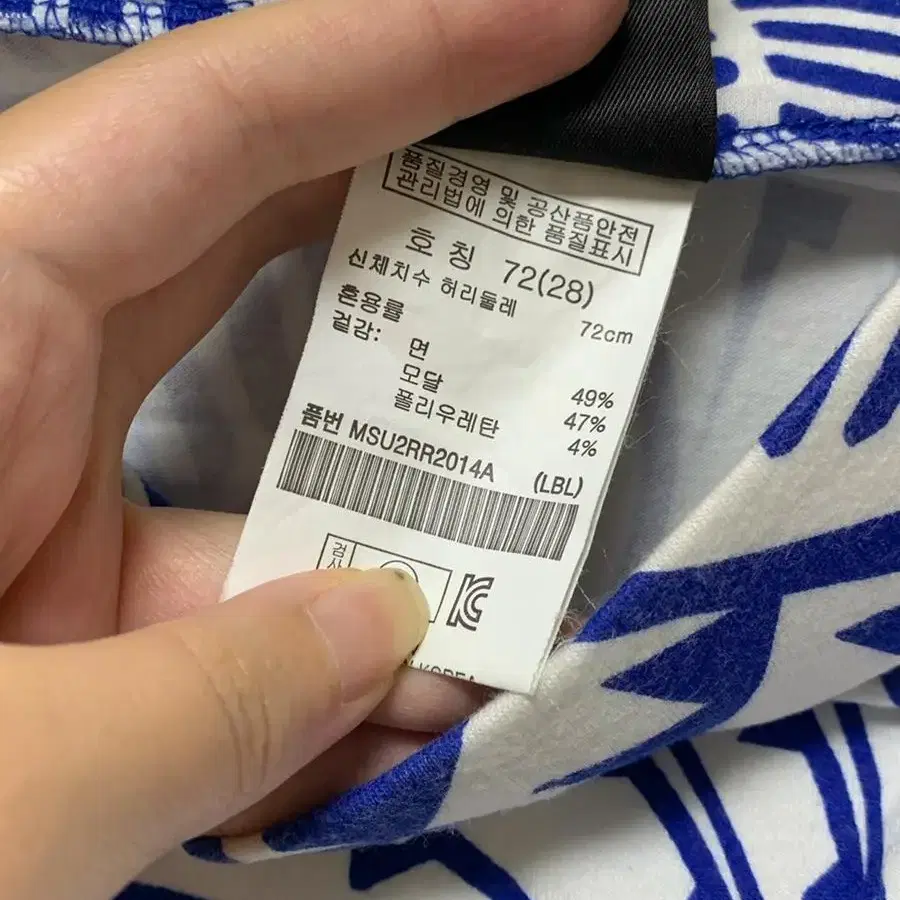 품질경영 및 공산품안전
관리법에 의한 품질표시
호칭 72(28)
신체치수 허리둘레 72cm
혼용률
겉감:
면 49%
모달 47%
폴리우레탄 4%
품번 MSU2RR2014A (LBL)
검
KC
KOREA